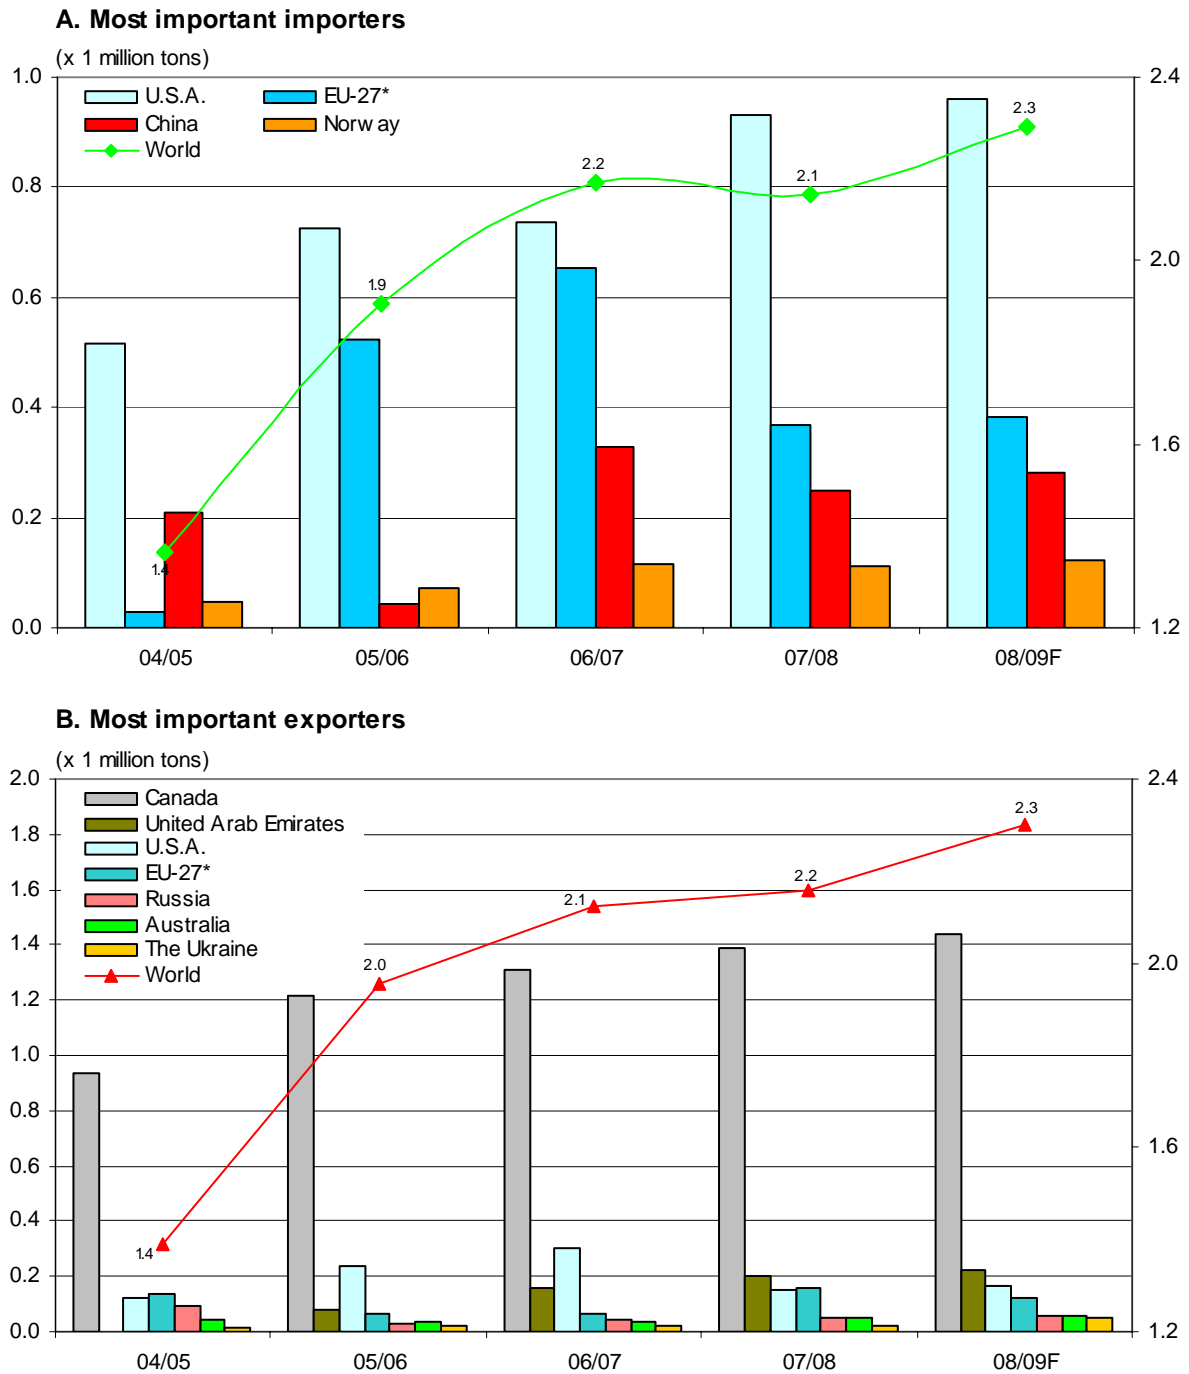 A. Most important importers
(x 1 million tons)
1.0 2.4
U.S.A. EU-27*
China Norway
World
2.3
2.2
2.1
0.8
2.0
1.9
0.6
0.4
1.6
1.4
0.2
0.0 1.2
04/05 05/06 06/07 07/08 08/09F
B. Most important exporters
(x 1 million tons)
2.0 2.4
Canada
United Arab Emirates
2.3
1.8
U.S.A.
EU-27*
2.2
1.6
Russia
2.1
Australia
1.4
The Ukraine
World
2.0
2.0
1.2
1.0
0.8
1.6
0.6
0.4
1.4
0.2
0.0 1.2
04/05 05/06 06/07 07/08 08/09F